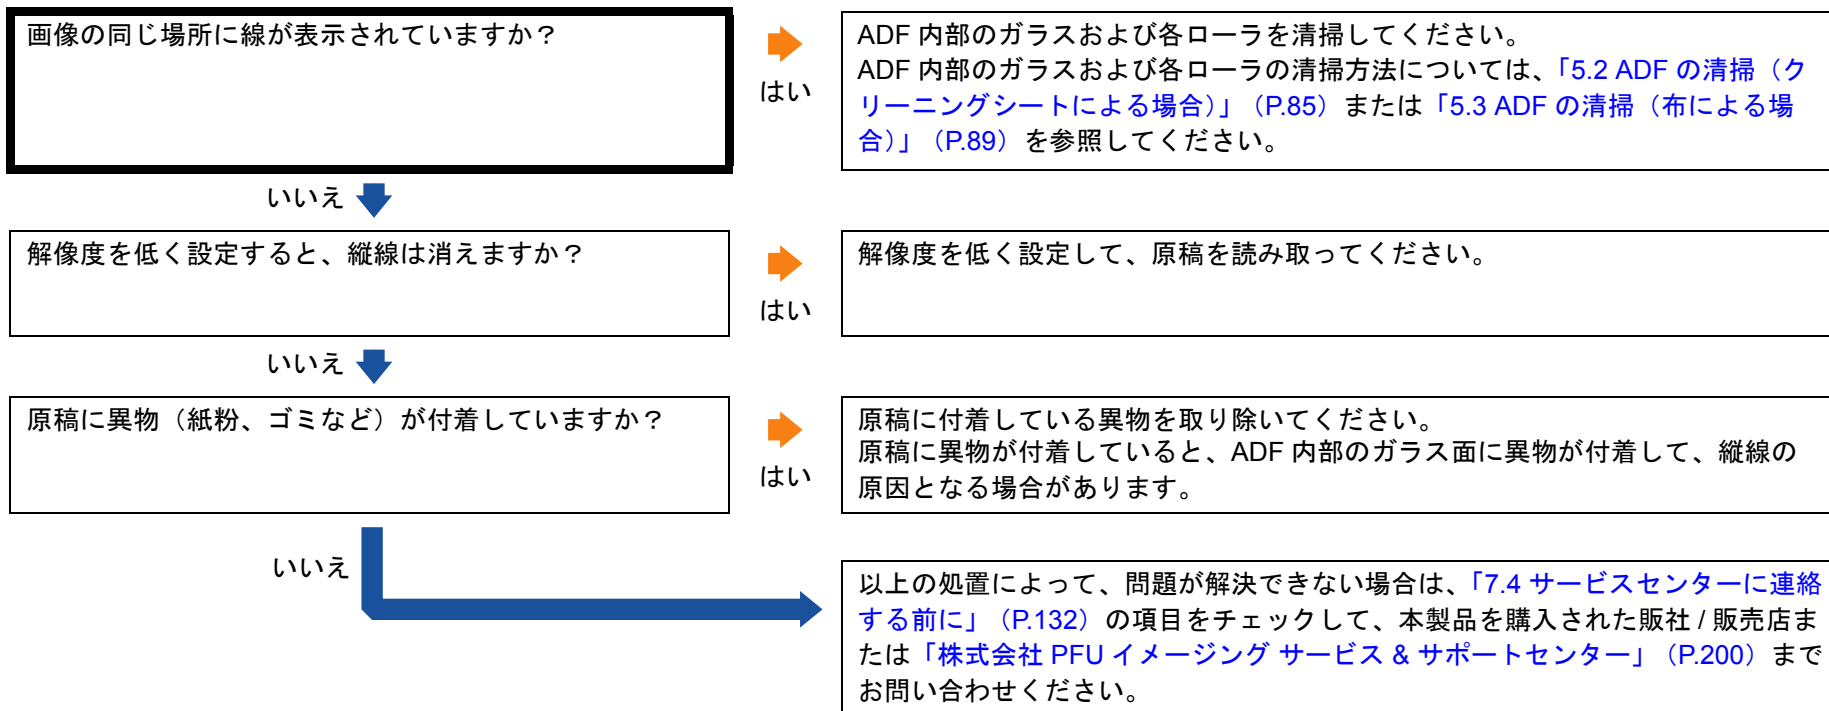 画像の同じ場所に線が表示されていますか？
はい
ADF 内部のガラスおよび各ローラを清掃してください。
ADF 内部のガラスおよび各ローラの清掃方法については、「5.2 ADF の清掃（ク
リーニングシートによる場合）」（P.85）または「5.3 ADF の清掃（布による場
合）」（P.89）を参照してください。
いいえ
解像度を低く設定すると、縦線は消えますか？
はい
解像度を低く設定して、原稿を読み取ってください。
いいえ
原稿に異物（紙粉、ゴミなど）が付着していますか？
はい
原稿に付着している異物を取り除いてください。
原稿に異物が付着していると、ADF 内部のガラス面に異物が付着して、縦線の
原因となる場合があります。
いいえ
以上の処置によって、問題が解決できない場合は、「7.4 サービスセンターに連絡
する前に」（P.132）の項目をチェックして、本製品を購入された販社 / 販売店ま
たは「株式会社 PFU イメージング サービス & サポートセンター」（P.200）まで
お問い合わせください。